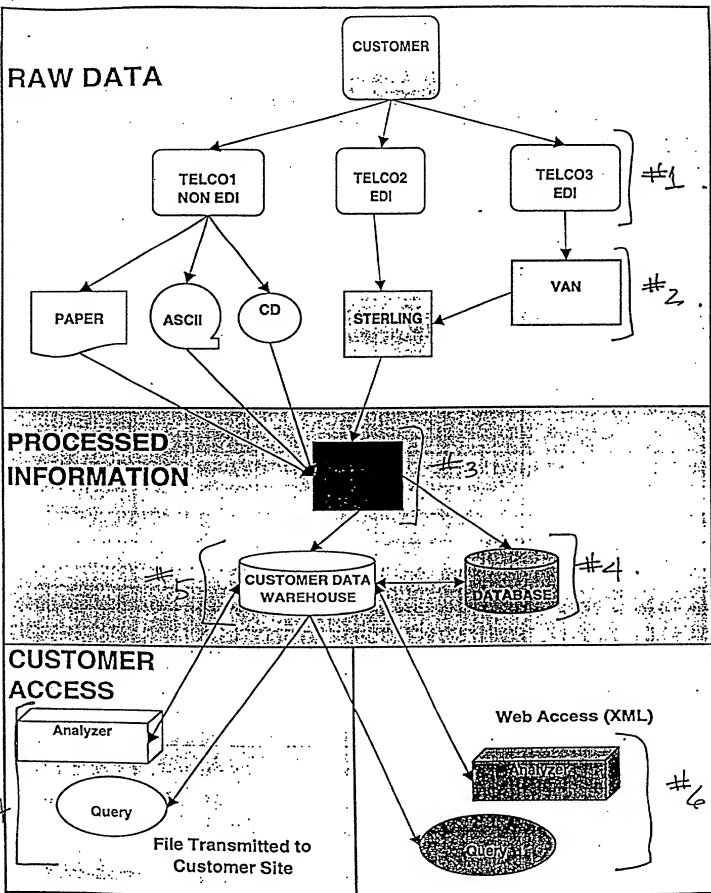 CUSTOMER
RAW DATA
TELCO1
NON EDI
TELCO2
EDI
TELCO3
EDI
#1
PAPER
ASCII
CD
STERLING
VAN
#2
PROCESSED
INFORMATION
#3
#5
CUSTOMER DATA
WAREHOUSE
DATABASE
#4
CUSTOMER
ACCESS
Analyzer
Query
File Transmitted to
Customer Site
Web Access (XML)
Analyzer
Query
#6